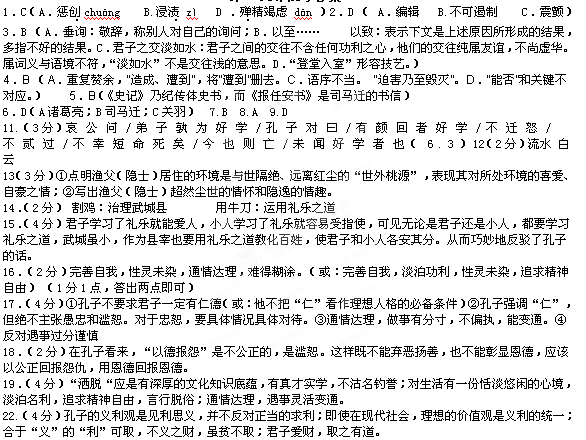 1.C(A.惩创chuāng B.浸渍zì D.殚精竭虑 dān)2.D(A.编辑 B.不可遏制 C.震颤)
3.B(A.垂询:敬辞,称别人对自己的询问;B.以至…… 以致:表示下文是上述原因所形成的结果,
多指不好的结果。C.君子之交淡如水:君子之间的交往不含任何功利之心,他们的交往纯属友谊,不尚虚华。
属词义与语境不符,“淡如水”不是交往浅的意思。D.“登堂入室”形容技艺。)
4.B(A.重复赘余,"造成、遭到",将"遭到"删去。C.语序不当。 "迫害乃至毁灭"。D."能否"和关键不
对应。) 5.B(《史记》乃纪传体史书,而《报任安书》是司马迁的书信)
6.D(A诸葛亮;B司马迁;C关羽) 7.B 8.A 9.D
11.(3分)哀公问/弟子孰为好学/孔子对曰/有颜回者好学/不迁怒/
不贰过/不幸短命死矣/今也则亡/未闻好学者也(6.3)12(2分)流水 白
云
13(3分)①点明渔父(隐士)居住的环境是与世隔绝、远离红尘的“世外桃源”,表现其对所处环境的喜爱、
自豪之情;②写出渔父(隐士)超然尘世的情怀和隐逸的情趣。
14.(2分) 割鸡:治理武城县 用牛刀:运用礼乐之道
15.(4分)君子学习了礼乐就能爱人,小人学习了礼乐就容易受指使,可见无论是君子还是小人,都要学习
礼乐之道,武城虽小,作为县宰也要用礼乐之道教化百姓,使君子和小人各安其分。从而巧妙地反驳了孔子
的话。
16.(2分)完善自我,性灵未染,通情达理,难得糊涂。(或:完善自我,淡泊功利,性灵未染,追求精神
自由)(1分1点,答出两点即可)
17.(4分)①孔子不要求君子一定有仁德(或:他不把“仁”看作理想人格的必备条件)②孔子强调“仁”,
但绝不主张愚忠和滥恕。对于忠恕,要具体情况具体对待。③通情达理,做事有分寸,不偏执,能变通。④
反对遇事过分谨慎
18.(2分)在孔子看来,“以德报怨”是不公正的,是滥恕。这样既不能弃恶扬善,也不能彰显恩德,应该
以公正回报怨仇,用恩德回报恩德。
19.(4分)“洒脱“应是有深厚的文化知识底蕴,有真才实学,不沽名钓誉;对生活有一份恬淡悠闲的心境,
淡泊名利,追求精神自由,言行脱俗;通情达理,遇事灵活变通。
22.(4分)孔子的义利观是见利思义,并不反对正当的求利;即使在现代社会,理想的价值观是义利的统一;
合于“义”的“利”可取,不义之财,虽贫不取;君子爱财,取之有道。